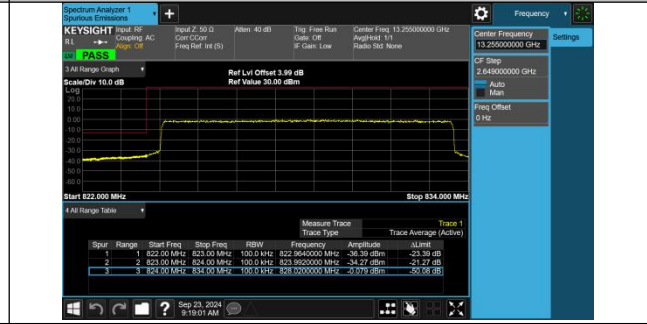 Spectrum Analyzer 1
Spurious Emissions
Frequency
KEYSIGHT
Input: RF
Input Z: 50 Ω
Atten: 40 dB
Trig: Free Run
Center Freq: 13.255000000 GHz
RL
Coupling: AC
Corr CCorr
Gate: Off
Avg|Hold: 1/1
Align: Off
Freq Ref: Int (S)
IF Gain: Low
Radio Std: None
PASS
Center Frequency
13.255000000 GHz
Settings
CF Step
2.649000000 GHz
Auto
Man
Freq Offset
0 Hz
3 All Range Graph
Ref Lvl Offset 3.99 dB
Scale/Div 10.0 dB
Ref Value 30.00 dBm
Log
20.0
10.0
0.00
-10.0
-20.0
-30.0
-40.0
-50.0
-60.0
Start 822.000 MHz
Stop 834.000 MHz
4 All Range Table
Measure Trace
Trace 1
Trace Type
Trace Average (Active)
Spur Range Start Freq Stop Freq RBW Frequency Amplitude ΔLimit
1 1 822.00 MHz 823.00 MHz 100.0 kHz 822.9640000 MHz -36.39 dBm -23.39 dB
2 2 823.00 MHz 824.00 MHz 100.0 kHz 823.9920000 MHz -34.27 dBm -21.27 dB
3 3 824.00 MHz 834.00 MHz 100.0 kHz 828.0200000 MHz -0.079 dBm -50.08 dB
Sep 23, 2024
9:19:01 AM